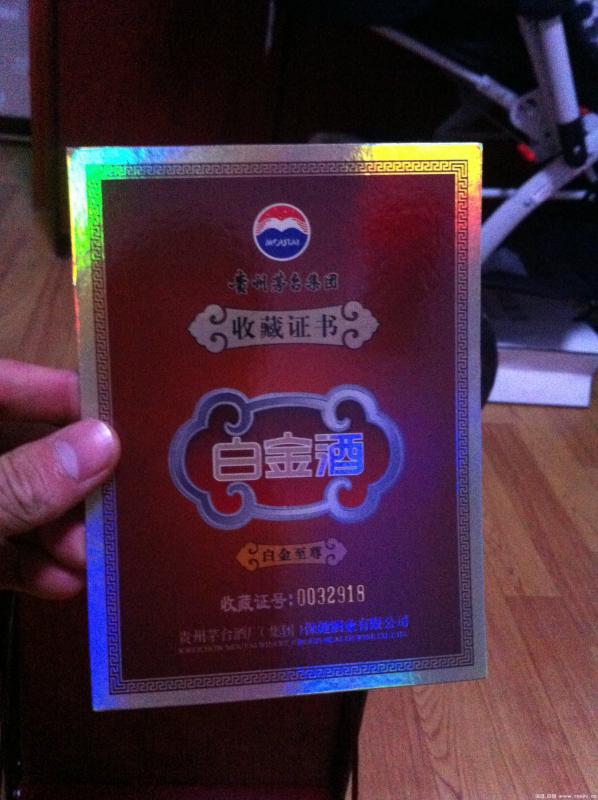 MOUTAI
贵州茅台集团
收藏证书
白金酒
白金至尊
收藏证号:0032918
贵州茅台酒厂(集团)保健酒业有限公司